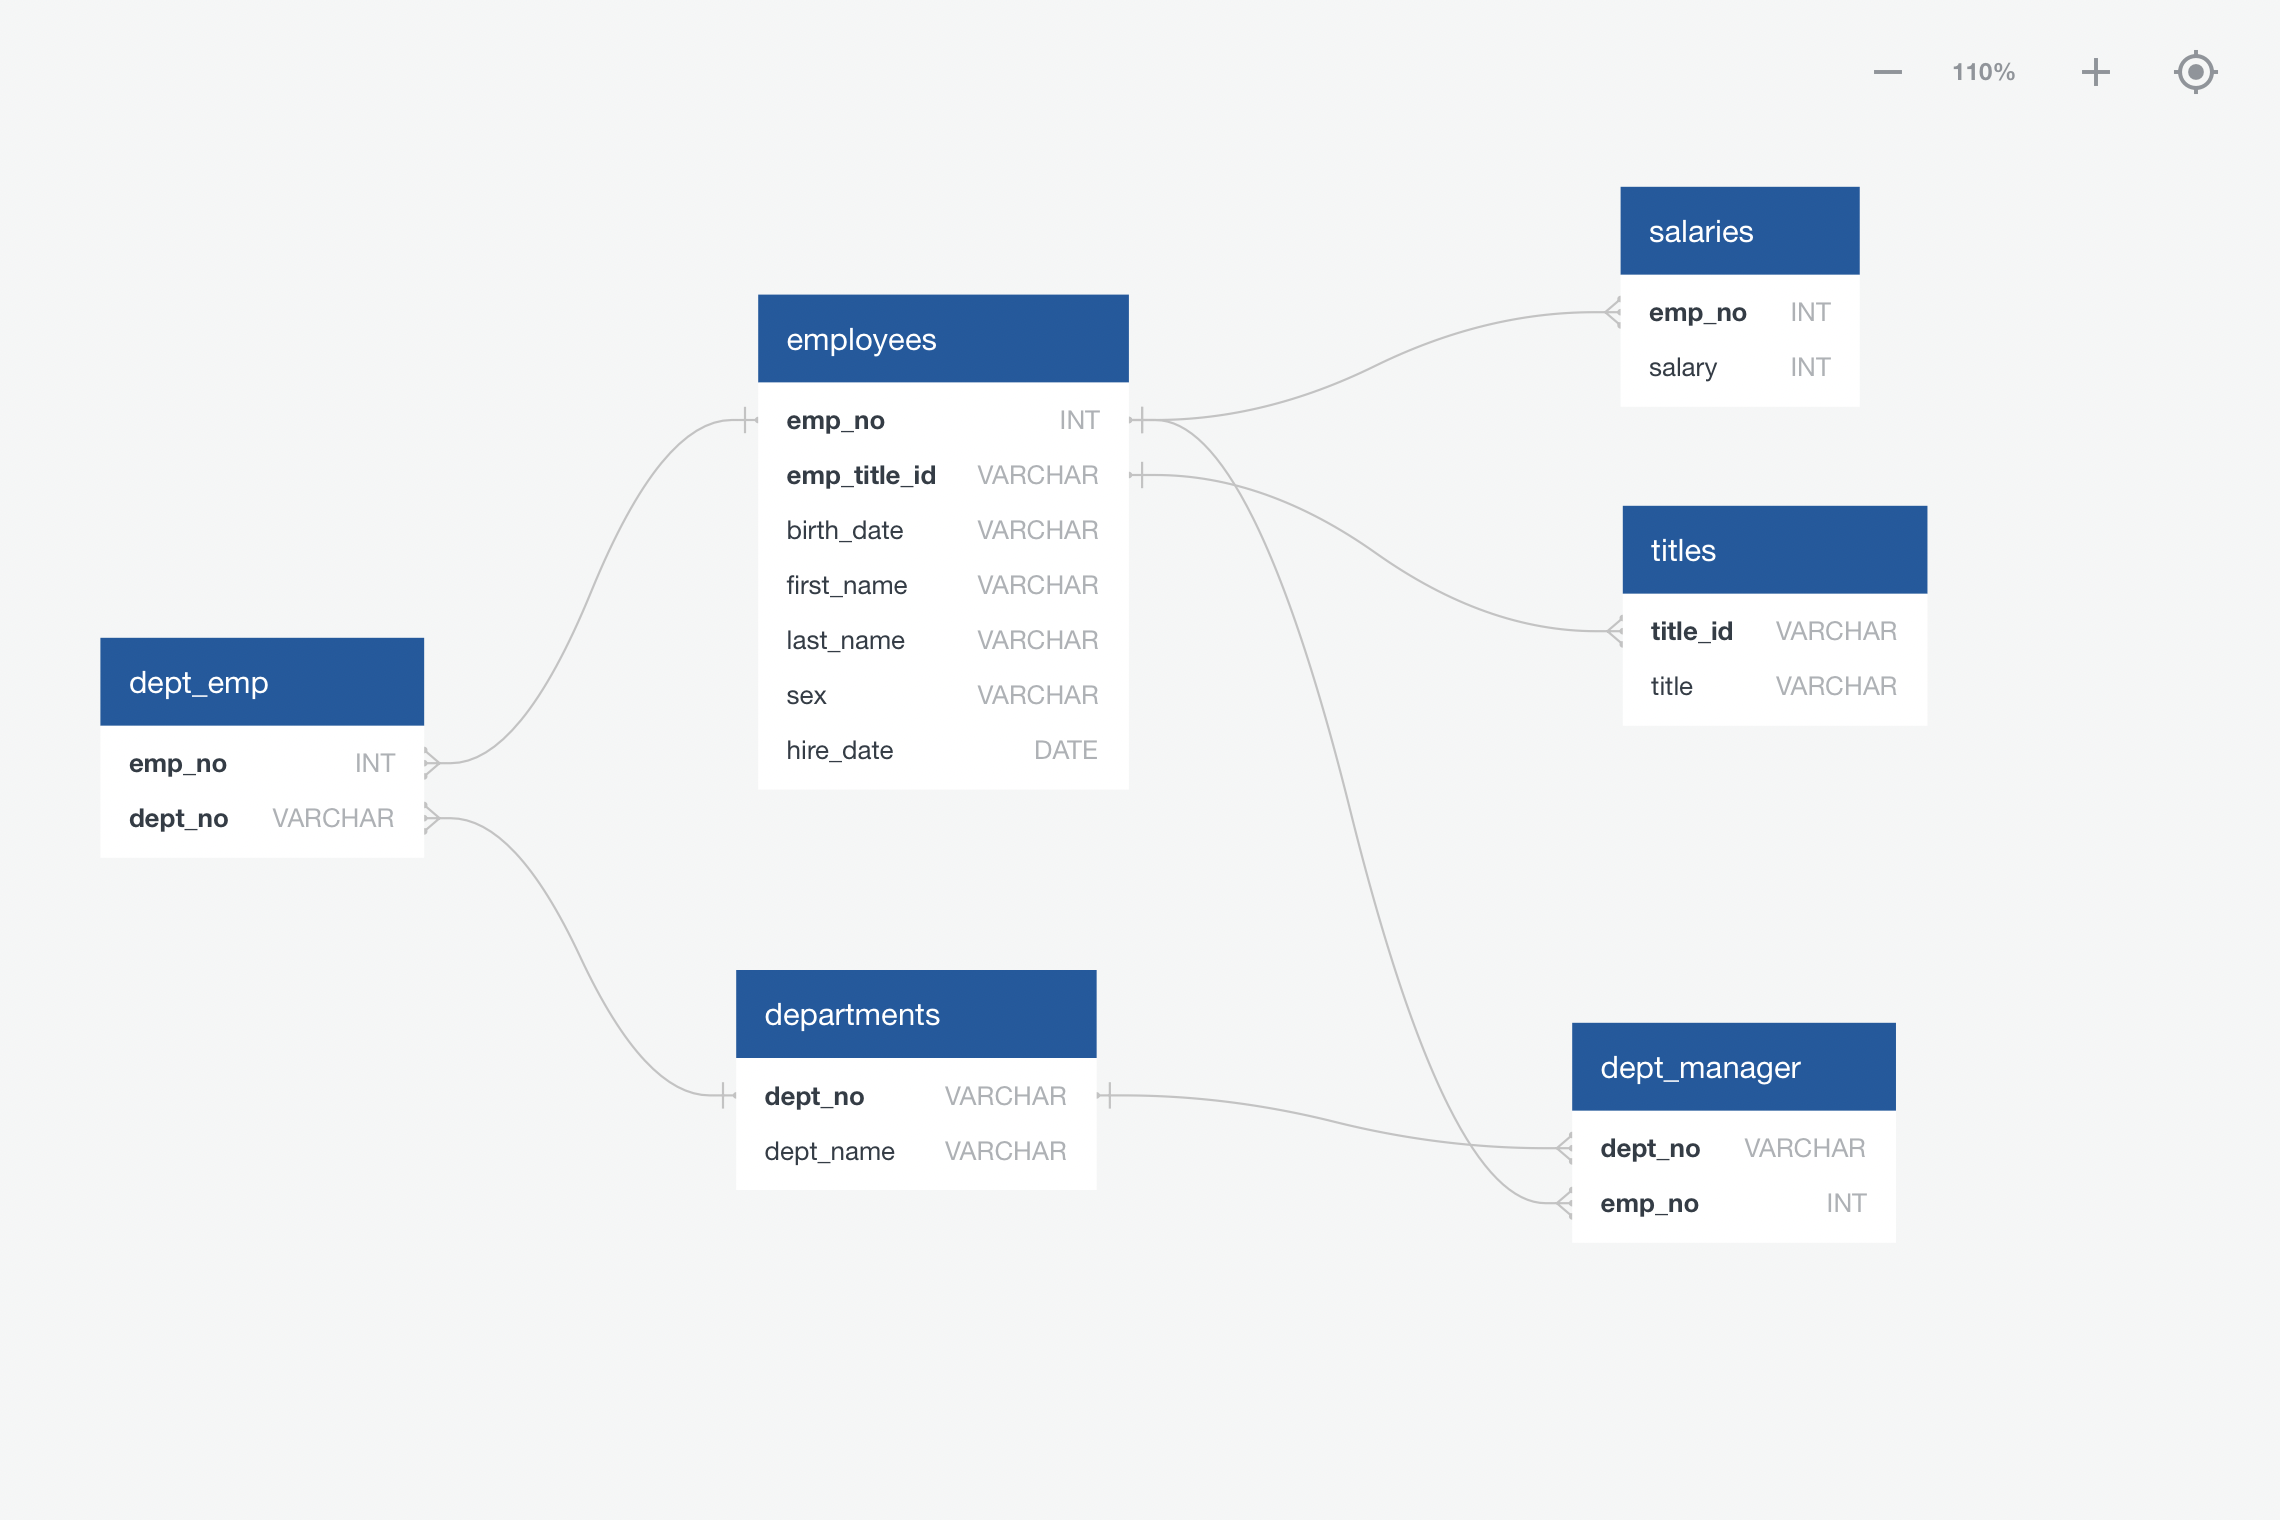 110%
salaries
emp_no INT
salary INT
employees
emp_no INT
emp_title_id VARCHAR
birth_date VARCHAR
first_name VARCHAR
last_name VARCHAR
sex VARCHAR
hire_date DATE
titles
title_id VARCHAR
title VARCHAR
dept_emp
emp_no INT
dept_no VARCHAR
departments
dept_no VARCHAR
dept_name VARCHAR
dept_manager
dept_no VARCHAR
emp_no INT